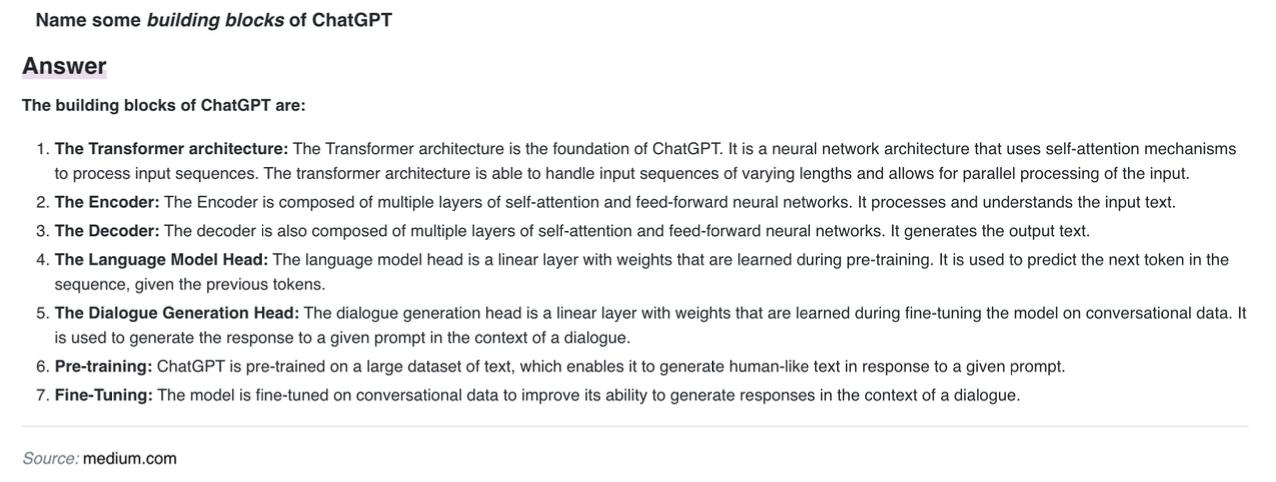 Name some building blocks of ChatGPT
Answer
The building blocks of ChatGPT are:
1. The Transformer architecture: The Transformer architecture is the foundation of ChatGPT. It is a neural network architecture that uses self-attention mechanisms
to process input sequences. The transformer architecture is able to handle input sequences of varying lengths and allows for parallel processing of the input.
2. The Encoder: The Encoder is composed of multiple layers of self-attention and feed-forward neural networks. It processes and understands the input text.
3. The Decoder: The decoder is also composed of multiple layers of self-attention and feed-forward neural networks. It generates the output text.
4. The Language Model Head: The language model head is a linear layer with weights that are learned during pre-training. It is used to predict the next token in the
sequence, given the previous tokens.
5. The Dialogue Generation Head: The dialogue generation head is a linear layer with weights that are learned during fine-tuning the model on conversational data. It
is used to generate the response to a given prompt in the context of a dialogue.
6. Pre-training: ChatGPT is pre-trained on a large dataset of text, which enables it to generate human-like text in response to a given prompt.
7. Fine-Tuning: The model is fine-tuned on conversational data to improve its ability to generate responses in the context of a dialogue.
Source: medium.com